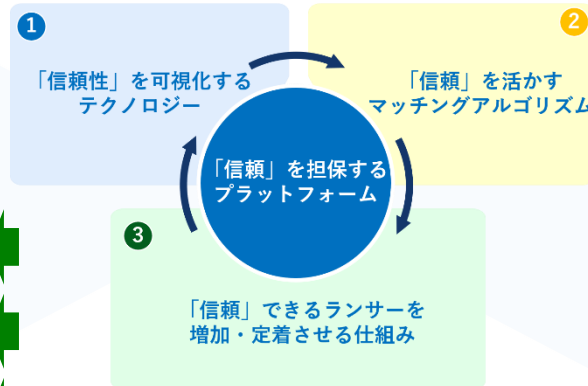 1
「信頼性」を可視化する
テクノロジー
2
「信頼」を活かす
マッチングアルゴリズム
「信頼」を担保する
プラットフォーム
3
「信頼」できるランサーを
増加・定着させる仕組み